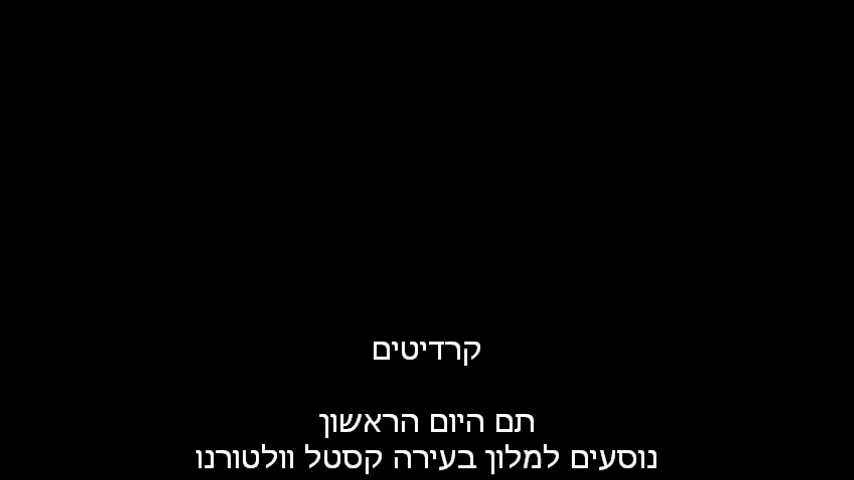 קרדיטים
תם היום הראשון
נוסעים למלון בעירה קסטל וולטורנו